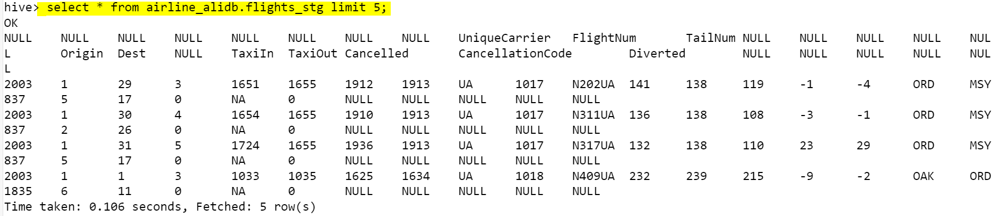 hive> select * from airline_alidb.flights_stg limit 5;
OK
NULL NULL NULL NULL NULL NULL NULL NULL UniqueCarrier FlightNum TailNum NULL NULL NULL NULL NUL
L Origin Dest NULL TaxiIn TaxiOut Cancelled CancellationCode Diverted NULL NULL NULL NULL NUL
L
2003 1 29 3 1651 1655 1912 1913 UA 1017 N202UA 141 138 119 -1 -4 ORD MSY
837 5 17 0 NA 0 NULL NULL NULL NULL NULL
2003 1 30 4 1654 1655 1910 1913 UA 1017 N311UA 136 138 108 -3 -1 ORD MSY
837 2 26 0 NA 0 NULL NULL NULL NULL NULL
2003 1 31 5 1724 1655 1936 1913 UA 1017 N317UA 132 138 110 23 29 ORD MSY
837 5 17 0 NA 0 NULL NULL NULL NULL NULL
2003 1 1 3 1033 1035 1625 1634 UA 1018 N409UA 232 239 215 -9 -2 OAK ORD
1835 6 11 0 NA 0 NULL NULL NULL NULL NULL
Time taken: 0.106 seconds, Fetched: 5 row(s)